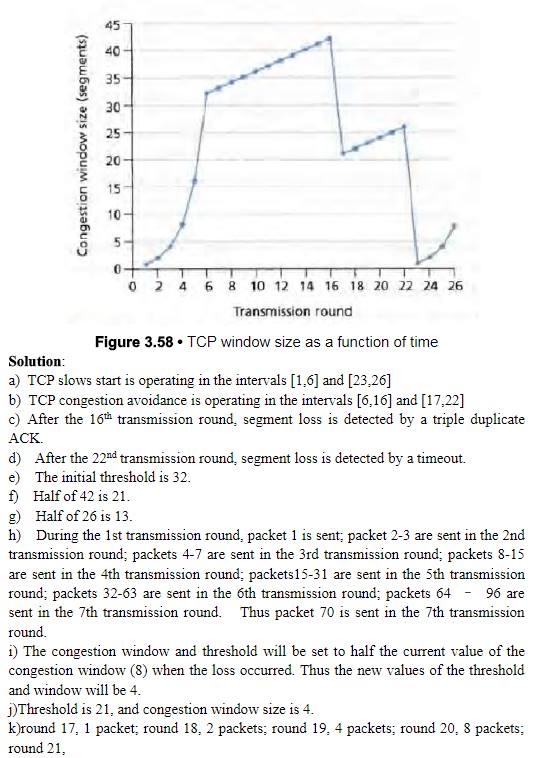 45
40
35
30
25
20
15
10
5
0
Congestion window size (segments)
0 2 4 6 8 10 12 14 16 18 20 22 24 26
Transmission round
Figure 3.58 • TCP window size as a function of time
Solution:
a) TCP slows start is operating in the intervals [1,6] and [23,26]
b) TCP congestion avoidance is operating in the intervals [6,16] and [17,22]
c) After the 16th transmission round, segment loss is detected by a triple duplicate
ACK.
d) After the 22nd transmission round, segment loss is detected by a timeout.
e) The initial threshold is 32.
f) Half of 42 is 21.
g) Half of 26 is 13.
h) During the 1st transmission round, packet 1 is sent; packet 2-3 are sent in the 2nd
transmission round; packets 4-7 are sent in the 3rd transmission round; packets 8-15
are sent in the 4th transmission round; packets15-31 are sent in the 5th transmission
round; packets 32-63 are sent in the 6th transmission round; packets 64 – 96 are
sent in the 7th transmission round. Thus packet 70 is sent in the 7th transmission
round.
i) The congestion window and threshold will be set to half the current value of the
congestion window (8) when the loss occurred. Thus the new values of the threshold
and window will be 4.
j)Threshold is 21, and congestion window size is 4.
k)round 17, 1 packet; round 18, 2 packets; round 19, 4 packets; round 20, 8 packets;
round 21,